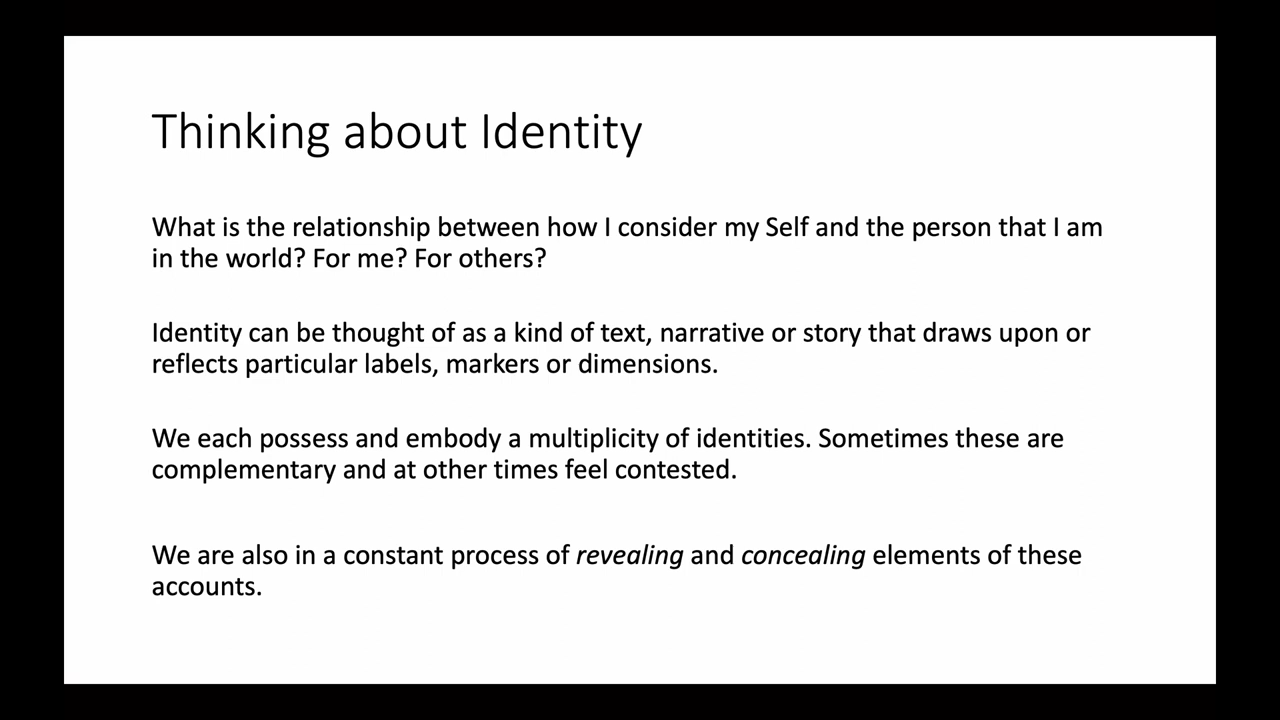 Thinking about Identity
What is the relationship between how I consider my Self and the person that I am
in the world? For me? For others?
Identity can be thought of as a kind of text, narrative or story that draws upon or
reflects particular labels, markers or dimensions.
We each possess and embody a multiplicity of identities. Sometimes these are
complementary and at other times feel contested.
We are also in a constant process of revealing and concealing elements of these
accounts.